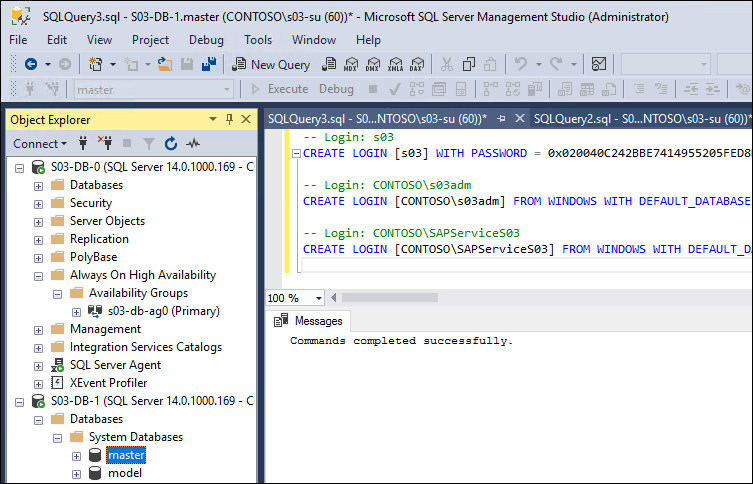 SQLQuery3.sql - S03-DB-1.master (CONTOSO\s03-su (60))* - Microsoft SQL Server Management Studio (Administrator)
File Edit View Project Debug Tools Window Help
New Query MDX DMX XMLA DAX
master Execute Debug
Object Explorer
Connect
S03-DB-0 (SQL Server 14.0.1000.169 - C
Databases
Security
Server Objects
Replication
PolyBase
Always On High Availability
Availability Groups
s03-db-ag0 (Primary)
Management
Integration Services Catalogs
SQL Server Agent
XEvent Profiler
S03-DB-1 (SQL Server 14.0.1000.169 - C
Databases
System Databases
master
model
SQLQuery3.sql - S0...NTOSO\s03-su (60))* SQLQuery2.sql - S0...NTOSO\s03-su (60))*
-- Login: s03
CREATE LOGIN [s03] WITH PASSWORD = 0x020040C242BBE7414955205FED8
-- Login: CONTOSO\s03adm
CREATE LOGIN [CONTOSO\s03adm] FROM WINDOWS WITH DEFAULT_DATABASE
-- Login: CONTOSO\SAPServiceS03
CREATE LOGIN [CONTOSO\SAPServiceS03] FROM WINDOWS WITH DEFAULT_DA
100 %
Messages
Commands completed successfully.